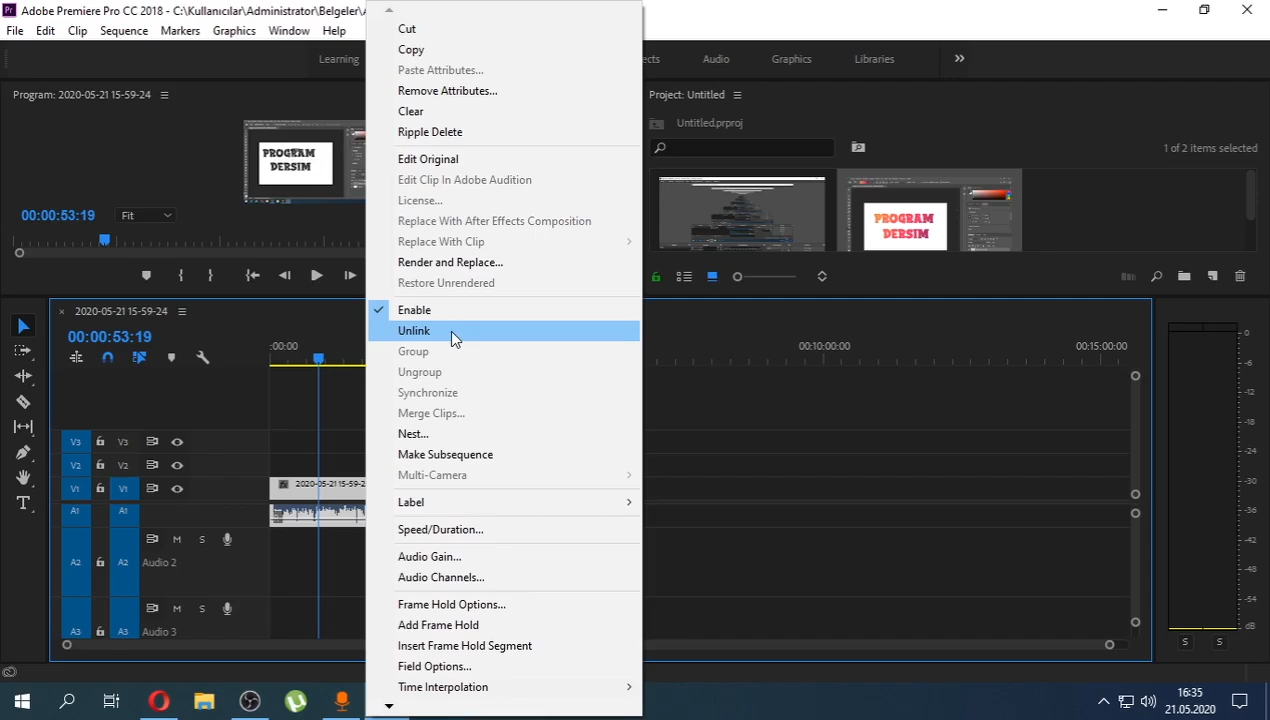 Adobe Premiere Pro CC 2018 - C:\Kullanıcılar\Administrator\Belgeler\
File Edit Clip Sequence Markers Graphics Window Help
Learning
Audio Graphics Libraries
Program: 2020-05-21 15-59-24
PROGRAM
DERSIM
00:00:53:19 Fit
Cut
Copy
Paste Attributes...
Remove Attributes...
Clear
Ripple Delete
Edit Original
Edit Clip In Adobe Audition
License...
Replace With After Effects Composition
Replace With Clip
Render and Replace...
Restore Unrendered
Enable
Unlink
Group
Ungroup
Synchronize
Merge Clips...
Nest...
Make Subsequence
Multi-Camera
Label
Speed/Duration...
Audio Gain...
Audio Channels...
Frame Hold Options...
Add Frame Hold
Insert Frame Hold Segment
Field Options...
Time Interpolation
Project: Untitled
Untitled.prproj
1 of 2 items selected
PROGRAM
DERSIM
2020-05-21 15-59-24
00:00:53:19
:00:00 00:10:00:00 00:15:00:00
V3 V3
V2 V2
V1 V1 2020-05-21 15-59-2
A1 A1
M S
A2 A2 Audio 2
M S
A3 A3 Audio 3
0
-6
-12
-18
-24
-30
-36
-42
-48
-54
dB
S S
16:35
21.05.2020